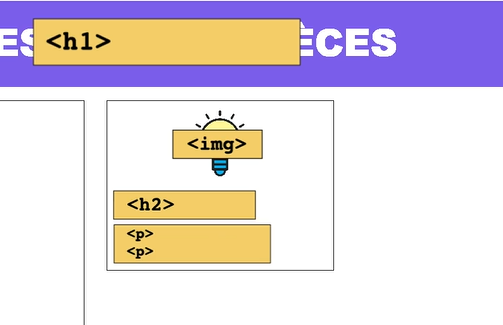 ES <h1> ÈCES
<img>
<h2>
<p>
<p>